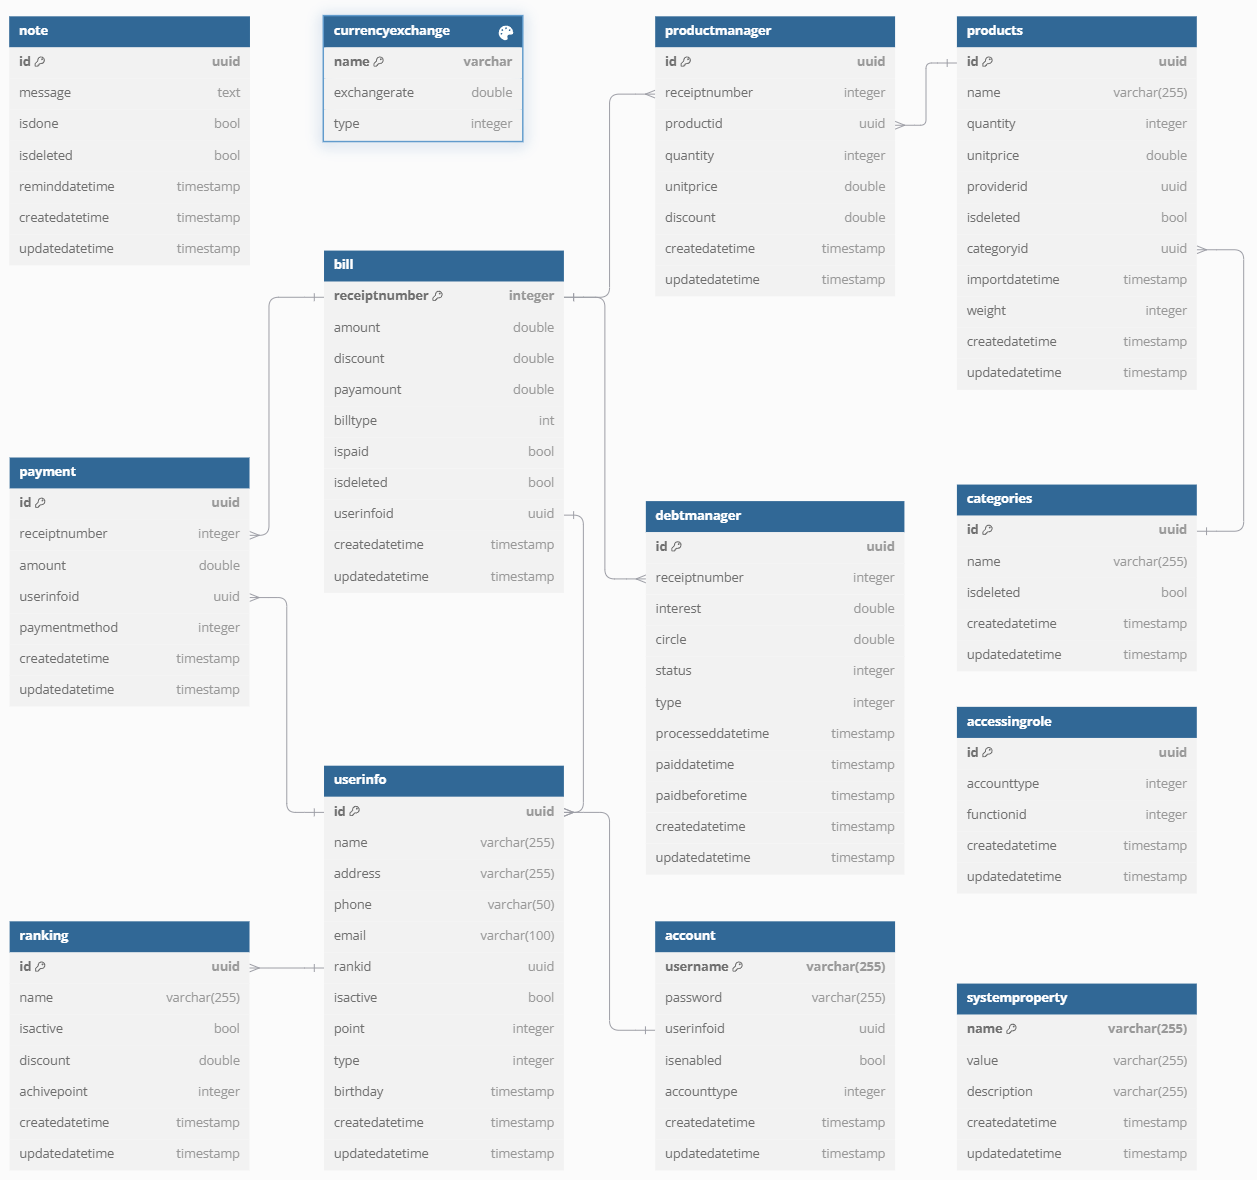 note
id uuid
message text
isdone bool
isdeleted bool
reminddatetime timestamp
createdatetime timestamp
updatedatetime timestamp
currencyexchange
name varchar
exchangerate double
type integer
productmanager
id uuid
receiptnumber integer
productid uuid
quantity integer
unitprice double
discount double
createdatetime timestamp
updatedatetime timestamp
products
id uuid
name varchar(255)
quantity integer
unitprice double
providerid uuid
isdeleted bool
categoryid uuid
importdatetime timestamp
weight integer
createdatetime timestamp
updatedatetime timestamp
bill
receiptnumber integer
amount double
discount double
payamount double
billtype int
ispaid bool
isdeleted bool
userinfoid uuid
createdatetime timestamp
updatedatetime timestamp
payment
id uuid
receiptnumber integer
amount double
userinfoid uuid
paymentmethod integer
createdatetime timestamp
updatedatetime timestamp
debtmanager
id uuid
receiptnumber integer
interest double
circle double
status integer
type integer
processeddatetime timestamp
paiddatetime timestamp
paidbeforetime timestamp
createdatetime timestamp
updatedatetime timestamp
categories
id uuid
name varchar(255)
isdeleted bool
createdatetime timestamp
updatedatetime timestamp
accessingrole
id uuid
accounttype integer
functionid integer
createdatetime timestamp
updatedatetime timestamp
userinfo
id uuid
name varchar(255)
address varchar(255)
phone varchar(50)
email varchar(100)
rankid uuid
isactive bool
point integer
type integer
birthday timestamp
createdatetime timestamp
updatedatetime timestamp
ranking
id uuid
name varchar(255)
isactive bool
discount double
achivepoint integer
createdatetime timestamp
updatedatetime timestamp
account
username varchar(255)
password varchar(255)
userinfoid uuid
isenabled bool
accounttype integer
createdatetime timestamp
updatedatetime timestamp
systemproperty
name varchar(255)
value varchar(255)
description varchar(255)
createdatetime timestamp
updatedatetime timestamp